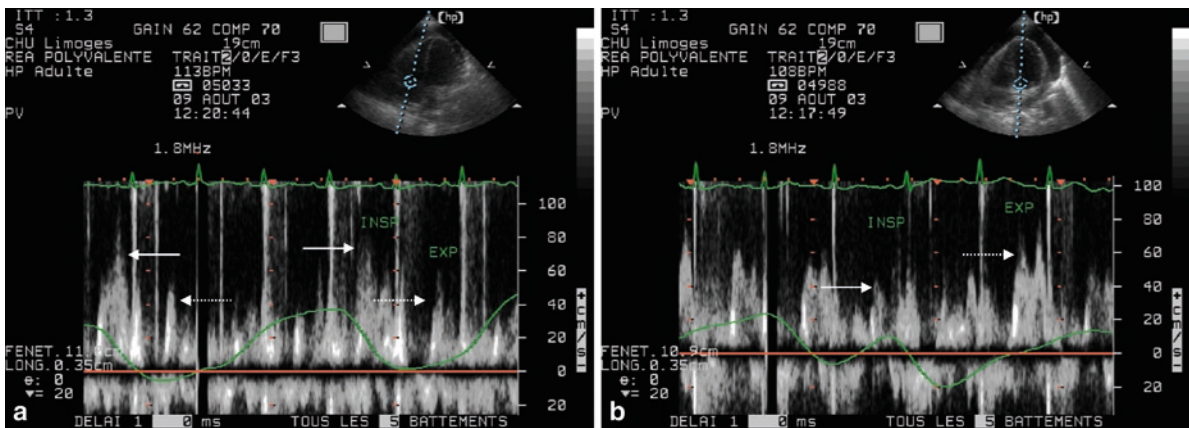 ITT :1.3
S4 GAIN 62 COMP 70
CHU Limoges 19cm
REA POLYVALENTE TRAIT2/0/E/F3
HP Adulte 113BPM
05033
09 AOUT 03
PV 12:20:44
[hp]
1.8MHz
100
80
60
40
20
0
20
+cm/s-
INSP
EXP
FENET.11.
LONG.0.35cm
θ: 0
▼= 20
a
DELAI 1 0 ms TOUS LES 5 BATTEMENTS
ITT :1.3
S4 GAIN 62 COMP 70
CHU Limoges 19cm
REA POLYVALENTE TRAIT2/0/E/F3
HP Adulte 108BPM
04988
09 AOUT 03
PV 12:17:49
[hp]
1.8MHz
100
80
60
40
20
0
20
+cm/s-
INSP
EXP
FENET.10.9cm
LONG.0.35cm
θ: 0
▼= 20
b
DELAI 1 0 ms TOUS LES 5 BATTEMENTS